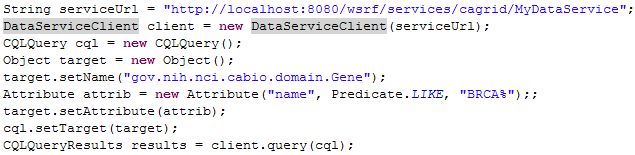 String serviceUrl = "http://localhost:8080/wsrf/services/cagrid/MyDataService";
DataServiceClient client = new DataServiceClient(serviceUrl);
CQLQuery cql = new CQLQuery();
Object target = new Object();
target.setName("gov.nih.nci.cabio.domain.Gene");
Attribute attrib = new Attribute("name", Predicate.LIKE, "BRCA%");;
target.setAttribute(attrib);
cql.setTarget(target);
CQLQueryResults results = client.query(cql);